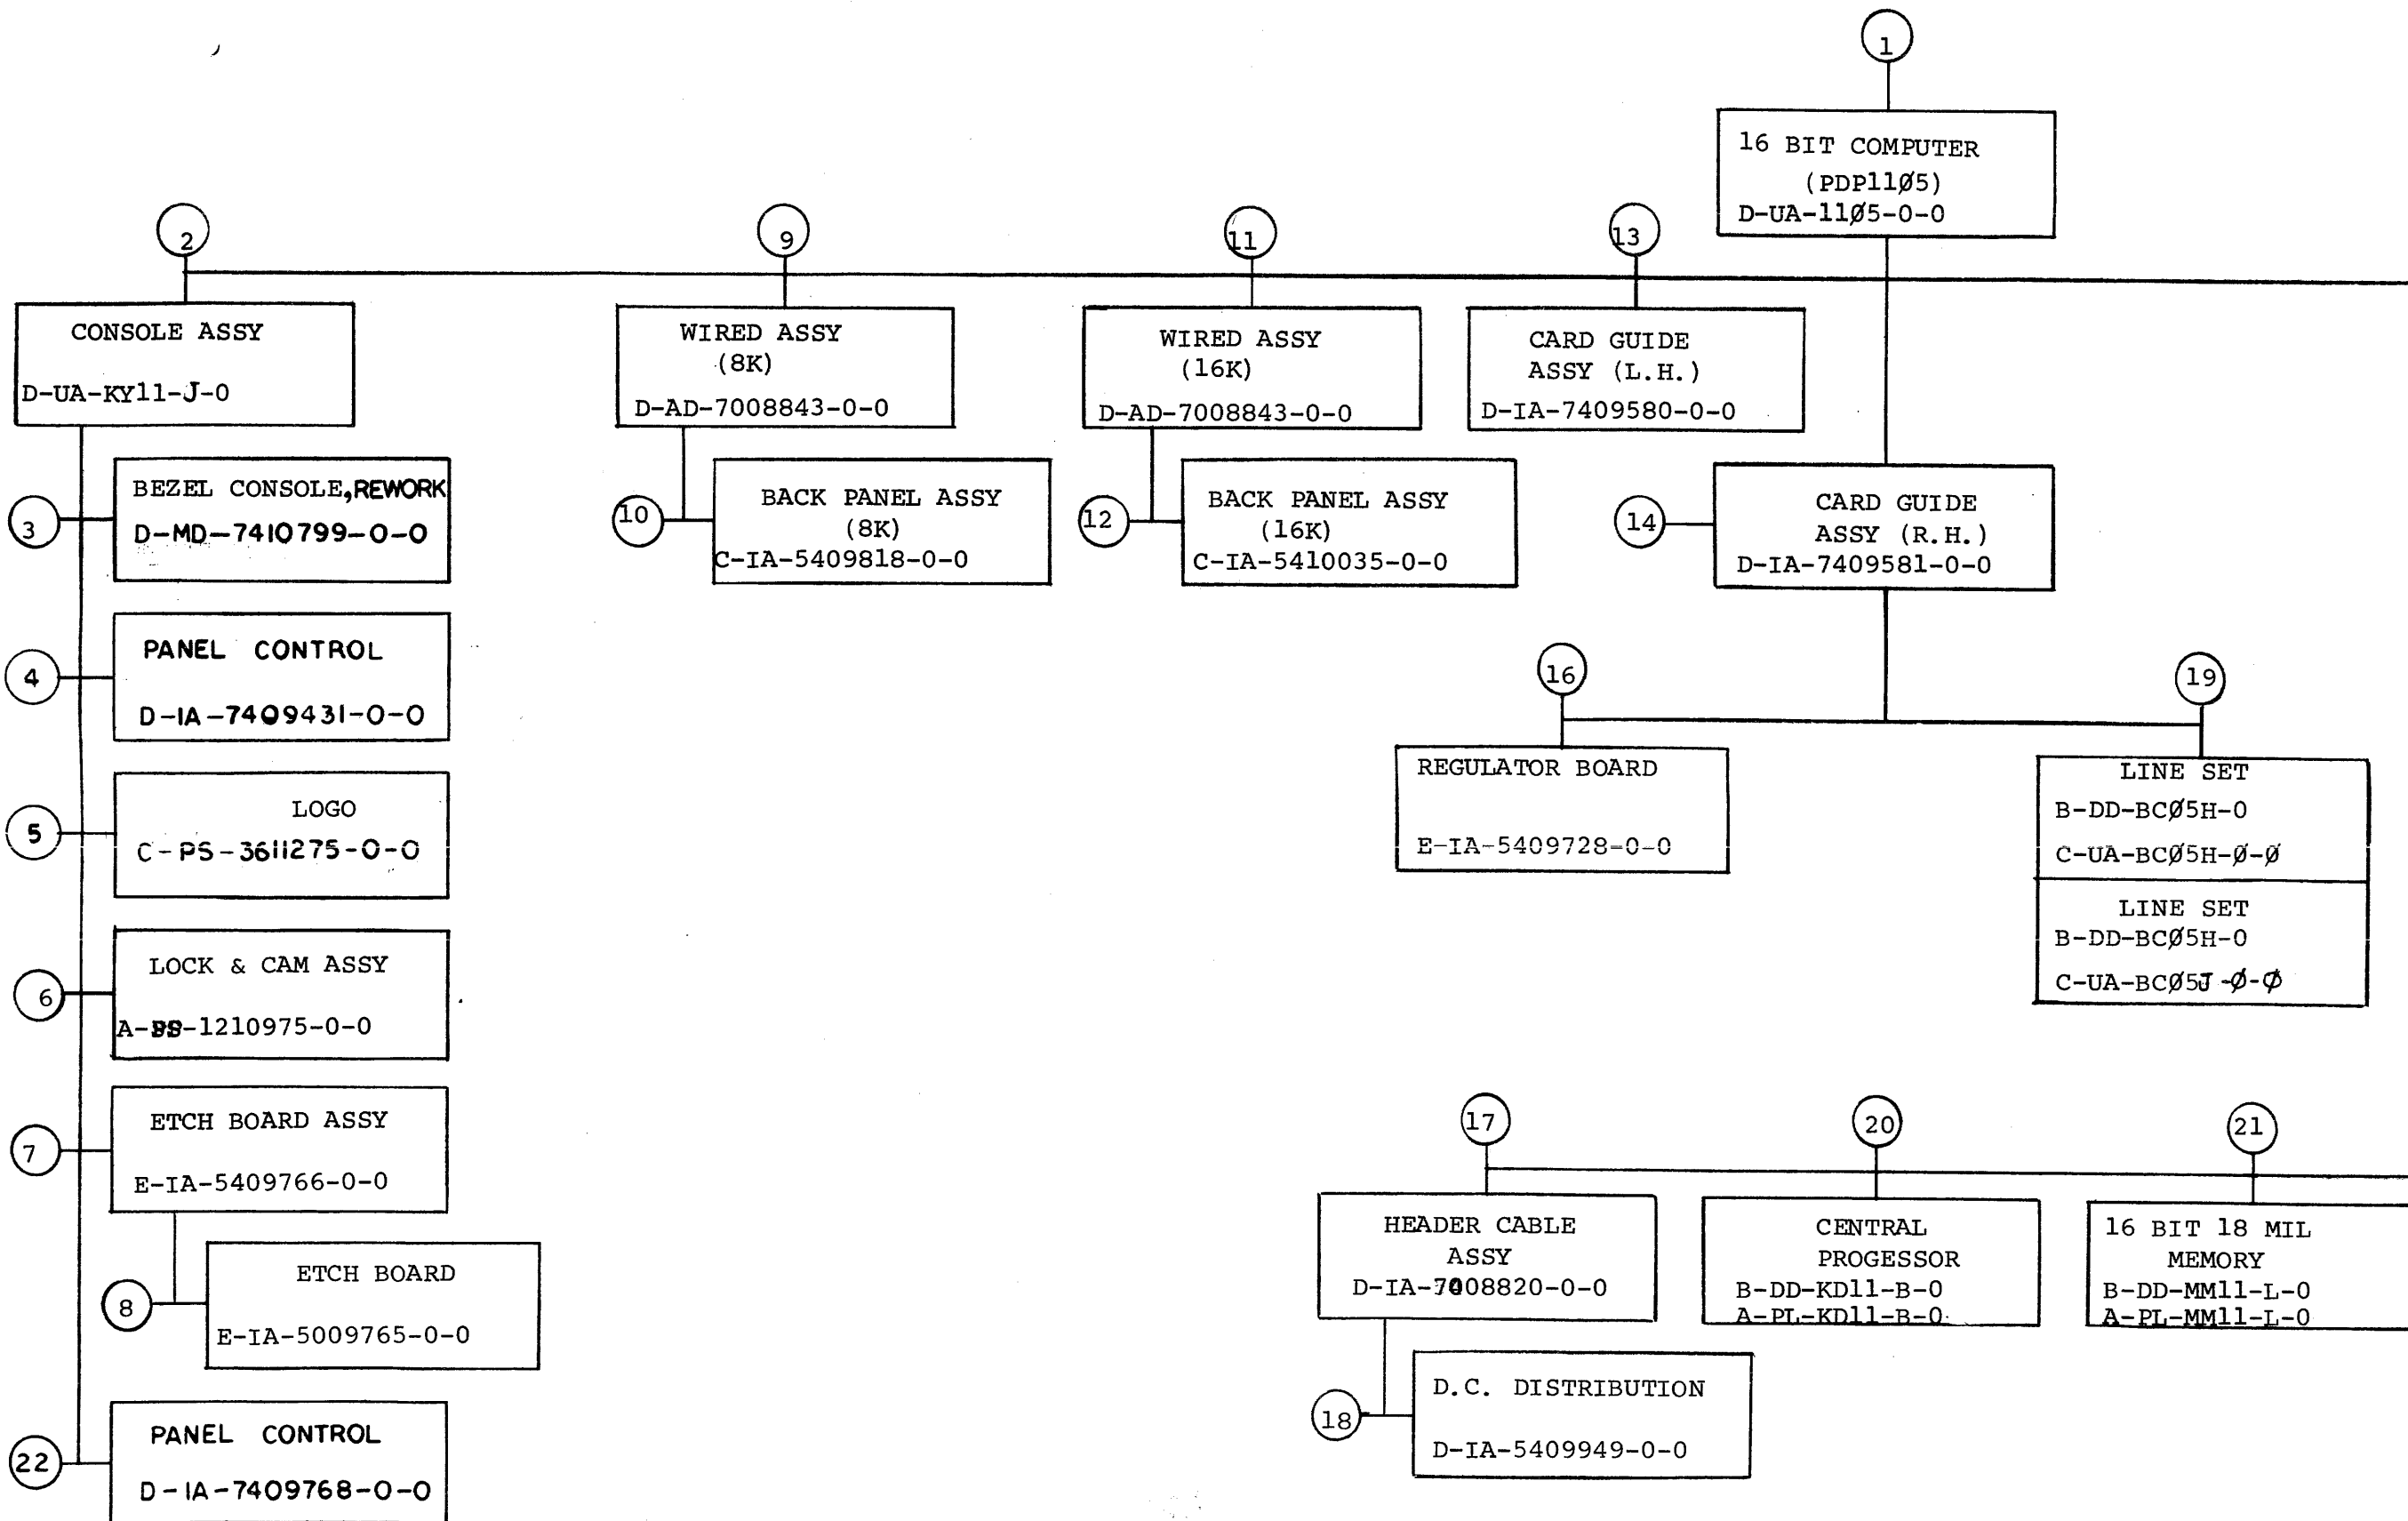 1
16 BIT COMPUTER
(PDP11Ø5)
D-UA-11Ø5-0-0
2
CONSOLE ASSY
D-UA-KY11-J-0
9
WIRED ASSY
(8K)
D-AD-7008843-0-0
11
WIRED ASSY
(16K)
D-AD-7008843-0-0
13
CARD GUIDE
ASSY (L.H.)
D-IA-7409580-0-0
3
BEZEL CONSOLE,REWORK
D-MD-7410799-0-0
10
BACK PANEL ASSY
(8K)
C-IA-5409818-0-0
12
BACK PANEL ASSY
(16K)
C-IA-5410035-0-0
14
CARD GUIDE
ASSY (R.H.)
D-IA-7409581-0-0
4
PANEL CONTROL
D-IA-7409431-0-0
16
REGULATOR BOARD
E-IA-5409728-0-0
19
LINE SET
B-DD-BCØ5H-0
C-UA-BCØ5H-Ø-Ø
LINE SET
B-DD-BCØ5H-0
C-UA-BCØ5J-Ø-Ø
5
LOGO
C-PS-3611275-0-0
6
LOCK & CAM ASSY
-1210975-0-0
7
ETCH BOARD ASSY
E-IA-5409766-0-0
8
ETCH BOARD
E-IA-5009765-0-0
17
HEADER CABLE
ASSY
D-IA-7008820-0-0
20
CENTRAL
PROGESSOR
B-DD-KD11-B-0
A-PL-KD11-B-0
21
16 BIT 18 MIL
MEMORY
B-DD-MM11-L-0
A-PL-MM11-L-0
18
D.C. DISTRIBUTION
D-IA-5409949-0-0
22
PANEL CONTROL
D-IA-7409768-0-0